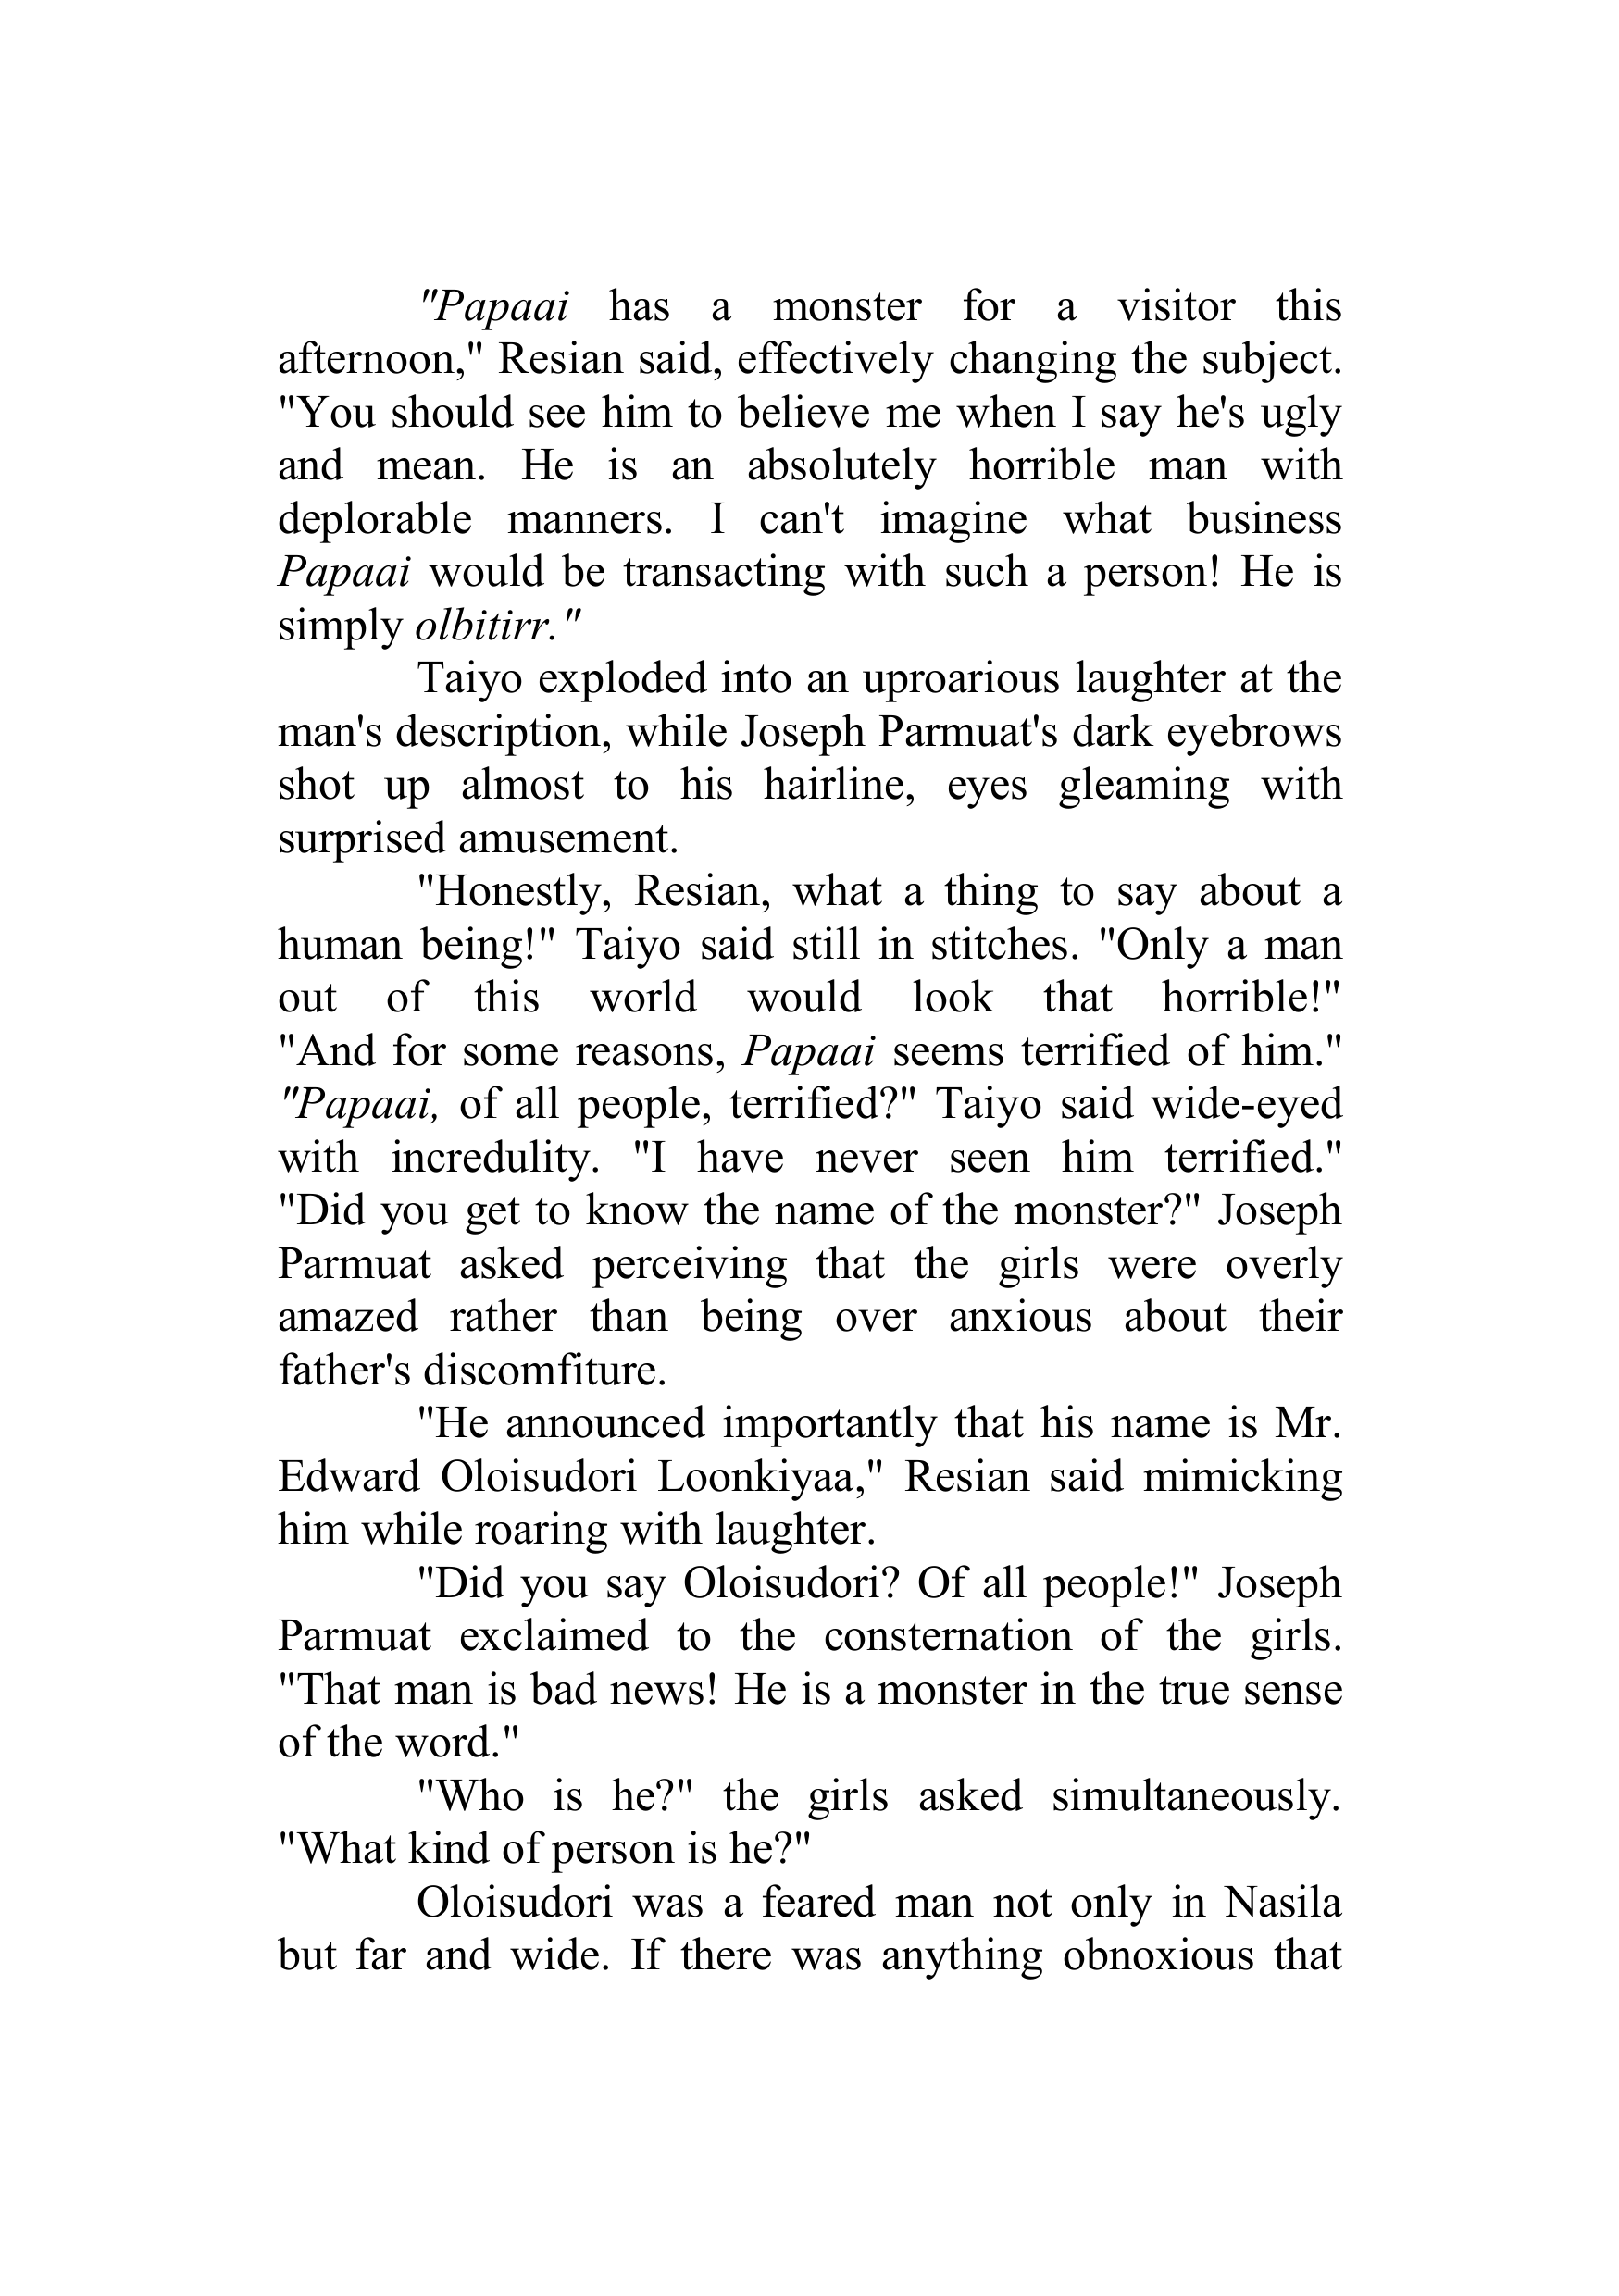 "Papaai has a monster for a visitor this
afternoon," Resian said, effectively changing the subject.
"You should see him to believe me when I say he's ugly
and mean. He is an absolutely horrible man with
deplorable manners. I can't imagine what business
Papaai would be transacting with such a person! He is
simply olbitirr."
Taiyo exploded into an uproarious laughter at the
man's description, while Joseph Parmuat's dark eyebrows
shot up almost to his hairline, eyes gleaming with
surprised amusement.
"Honestly, Resian, what a thing to say about a
human being!" Taiyo said still in stitches. "Only a man
out of this world would look that horrible!"
"And for some reasons, Papaai seems terrified of him."
"Papaai, of all people, terrified?" Taiyo said wide-eyed
with incredulity. "I have never seen him terrified."
"Did you get to know the name of the monster?" Joseph
Parmuat asked perceiving that the girls were overly
amazed rather than being over anxious about their
father's discomfiture.
"He announced importantly that his name is Mr.
Edward Oloisudori Loonkiyaa," Resian said mimicking
him while roaring with laughter.
"Did you say Oloisudori? Of all people!" Joseph
Parmuat exclaimed to the consternation of the girls.
"That man is bad news! He is a monster in the true sense
of the word."
"Who is he?" the girls asked simultaneously.
"What kind of person is he?"
Oloisudori was a feared man not only in Nasila
but far and wide. If there was anything obnoxious that